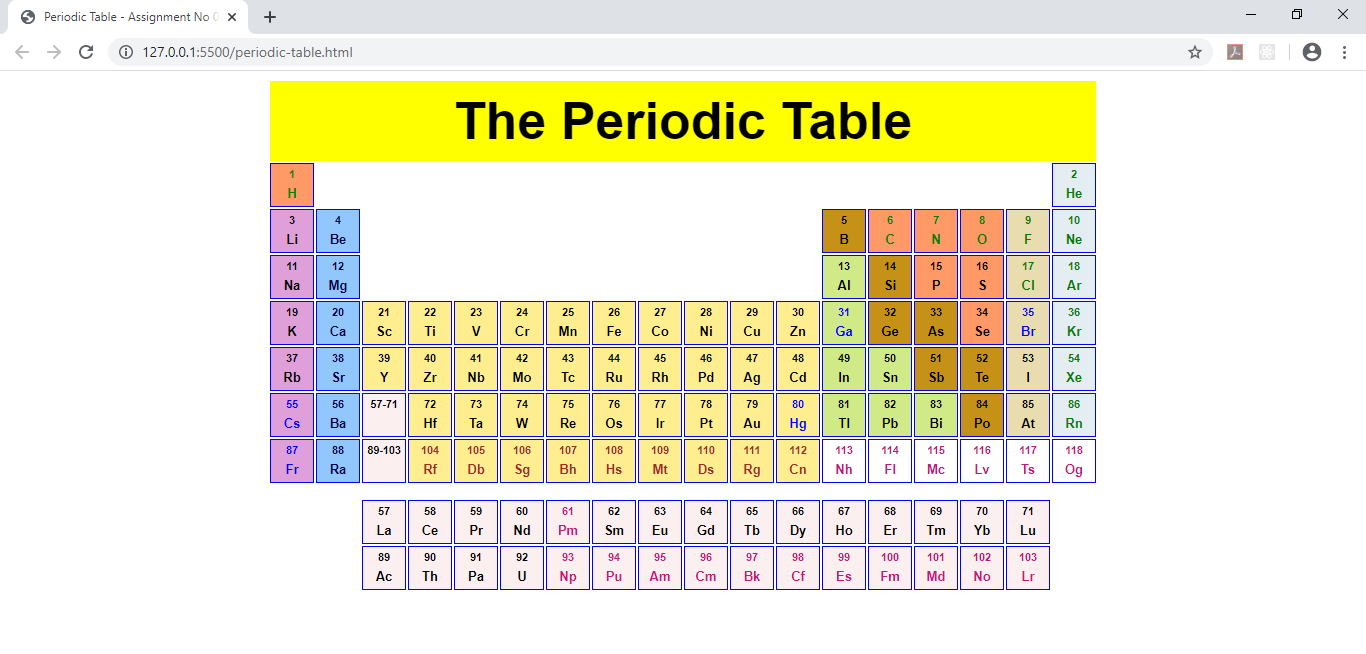 Periodic Table - Assignment No 0
127.0.0.1:5500/periodic-table.html
The Periodic Table
1 2
H He
3 4 5 6 7 8 9 10
Li Be B C N O F Ne
11 12 13 14 15 16 17 18
Na Mg Al Si P S Cl Ar
19 20 21 22 23 24 25 26 27 28 29 30 31 32 33 34 35 36
K Ca Sc Ti V Cr Mn Fe Co Ni Cu Zn Ga Ge As Se Br Kr
37 38 39 40 41 42 43 44 45 46 47 48 49 50 51 52 53 54
Rb Sr Y Zr Nb Mo Tc Ru Rh Pd Ag Cd In Sn Sb Te I Xe
55 56 57-71 72 73 74 75 76 77 78 79 80 81 82 83 84 85 86
Cs Ba Hf Ta W Re Os Ir Pt Au Hg Tl Pb Bi Po At Rn
87 88 89-103 104 105 106 107 108 109 110 111 112 113 114 115 116 117 118
Fr Ra Rf Db Sg Bh Hs Mt Ds Rg Cn Nh Fl Mc Lv Ts Og
57 58 59 60 61 62 63 64 65 66 67 68 69 70 71
La Ce Pr Nd Pm Sm Eu Gd Tb Dy Ho Er Tm Yb Lu
89 90 91 92 93 94 95 96 97 98 99 100 101 102 103
Ac Th Pa U Np Pu Am Cm Bk Cf Es Fm Md No Lr